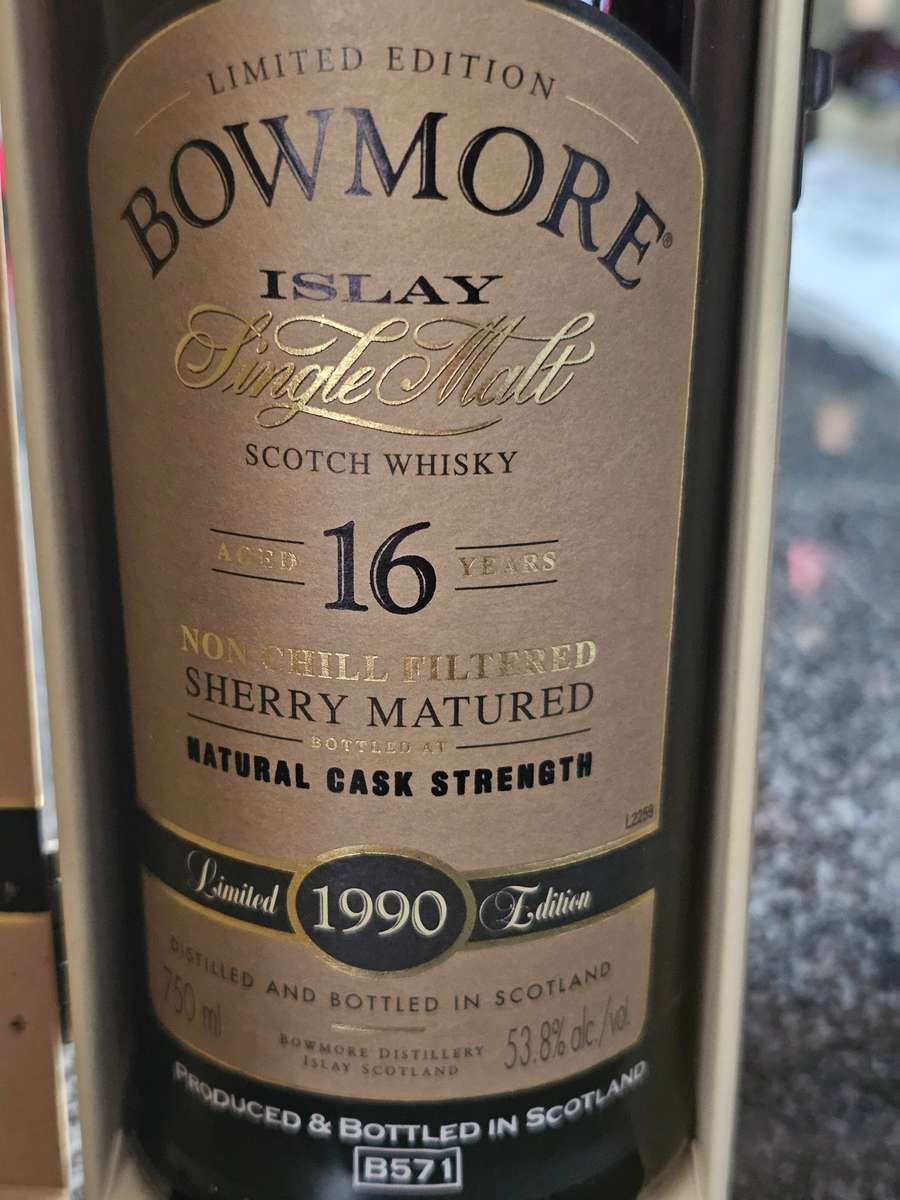 LIMITED EDITION
BOWMORE®
ISLAY
Single Malt
SCOTCH WHISKY
AGED 16 YEARS
NON CHILL FILTERED
SHERRY MATURED
BOTTLED AT
NATURAL CASK STRENGTH
L2259
Limited 1990 Edition
DISTILLED AND BOTTLED IN SCOTLAND
750 ml
BOWMORE DISTILLERY
ISLAY SCOTLAND
53.8% alc./vol.
PRODUCED & BOTTLED IN SCOTLAND
B571